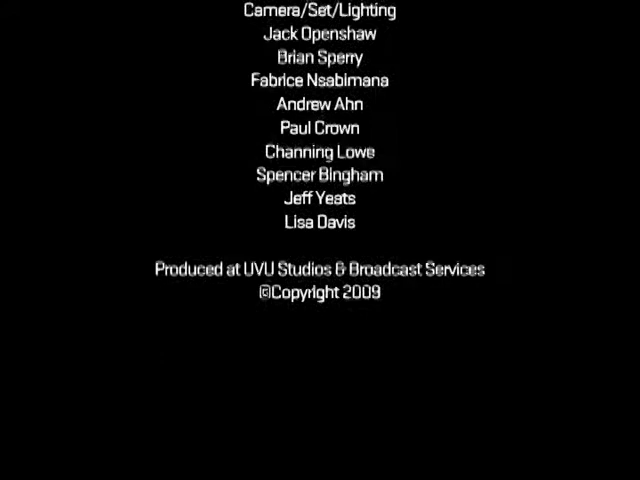 Camera/Set/Lighting
Jack Openshaw
Brian Sperry
Fabrice Nsabimana
Andrew Ahn
Paul Crown
Channing Lowe
Spencer Bingham
Jeff Yeats
Lisa Davis
Produced at UVU Studios & Broadcast Services
©Copyright 2009